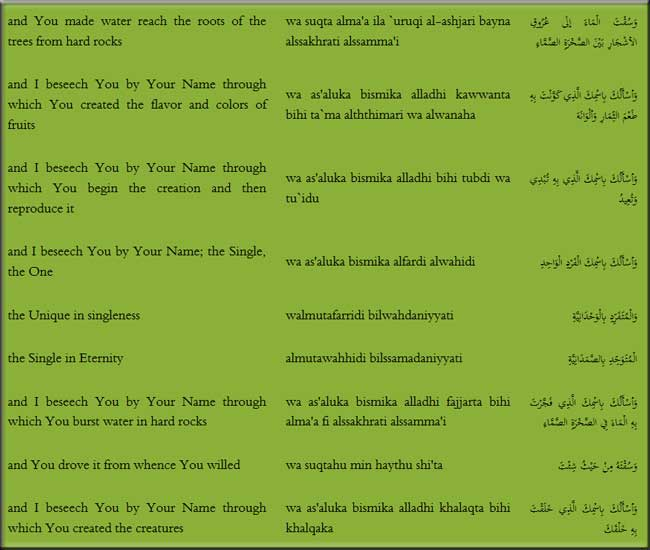 and You made water reach the roots of the
trees from hard rocks
wa suqta alma'a ila `uruqi al-ashjari bayna
alssakhrati alssamma'i
وَسُقْتَ الْمَاءَ إِلَى عُرُوقِ
الأَشْجَارِ بَيْنَ الصَّخْرَةِ الصَّمَّاءِ
and I beseech You by Your Name through
which You created the flavor and colors of
fruits
wa as'aluka bismika alladhi kawwanta
bihi ta`ma alththimari wa alwanaha
وَأَسْأَلُكَ بِاسْمِكَ الَّذِي كَوَّنْتَ بِهِ
طَعْمَ الثِّمَارِ وَأَلْوَانَهَا
and I beseech You by Your Name through
which You begin the creation and then
reproduce it
wa as'aluka bismika alladhi bihi tubdi wa
tu`idu
وَأَسْأَلُكَ بِاسْمِكَ الَّذِي بِهِ تُبْدِي
وَتُعِيدُ
and I beseech You by Your Name; the Single,
the One
wa as'aluka bismika alfardi alwahidi
وَأَسْأَلُكَ بِاسْمِكَ الْفَرْدِ الْوَاحِدِ
the Unique in singleness
walmutafarridi bilwahdaniyyati
وَالْمُتَفَرِّدِ بِالْوَحْدَانِيَّةِ
the Single in Eternity
almutawahhidi bilssamadaniyyati
الْمُتَوَحِّدِ بِالصَّمَدَانِيَّةِ
and I beseech You by Your Name through
which You burst water in hard rocks
wa as'aluka bismika alladhi fajjarta bihi
alma'a fi alssakhrati alssamma'i
وَأَسْأَلُكَ بِاسْمِكَ الَّذِي فَجَّرْتَ
بِهِ الْمَاءَ فِي الصَّخْرَةِ الصَّمَّاءِ
and You drove it from whence You willed
wa suqtahu min haythu shi'ta
وَسُقْتَهُ مِنْ حَيْثُ شِئْتَ
and I beseech You by Your Name through
which You created the creatures
wa as'aluka bismika alladhi khalaqta bihi
khalqaka
وَأَسْأَلُكَ بِاسْمِكَ الَّذِي خَلَقْتَ
بِهِ خَلْقَكَ